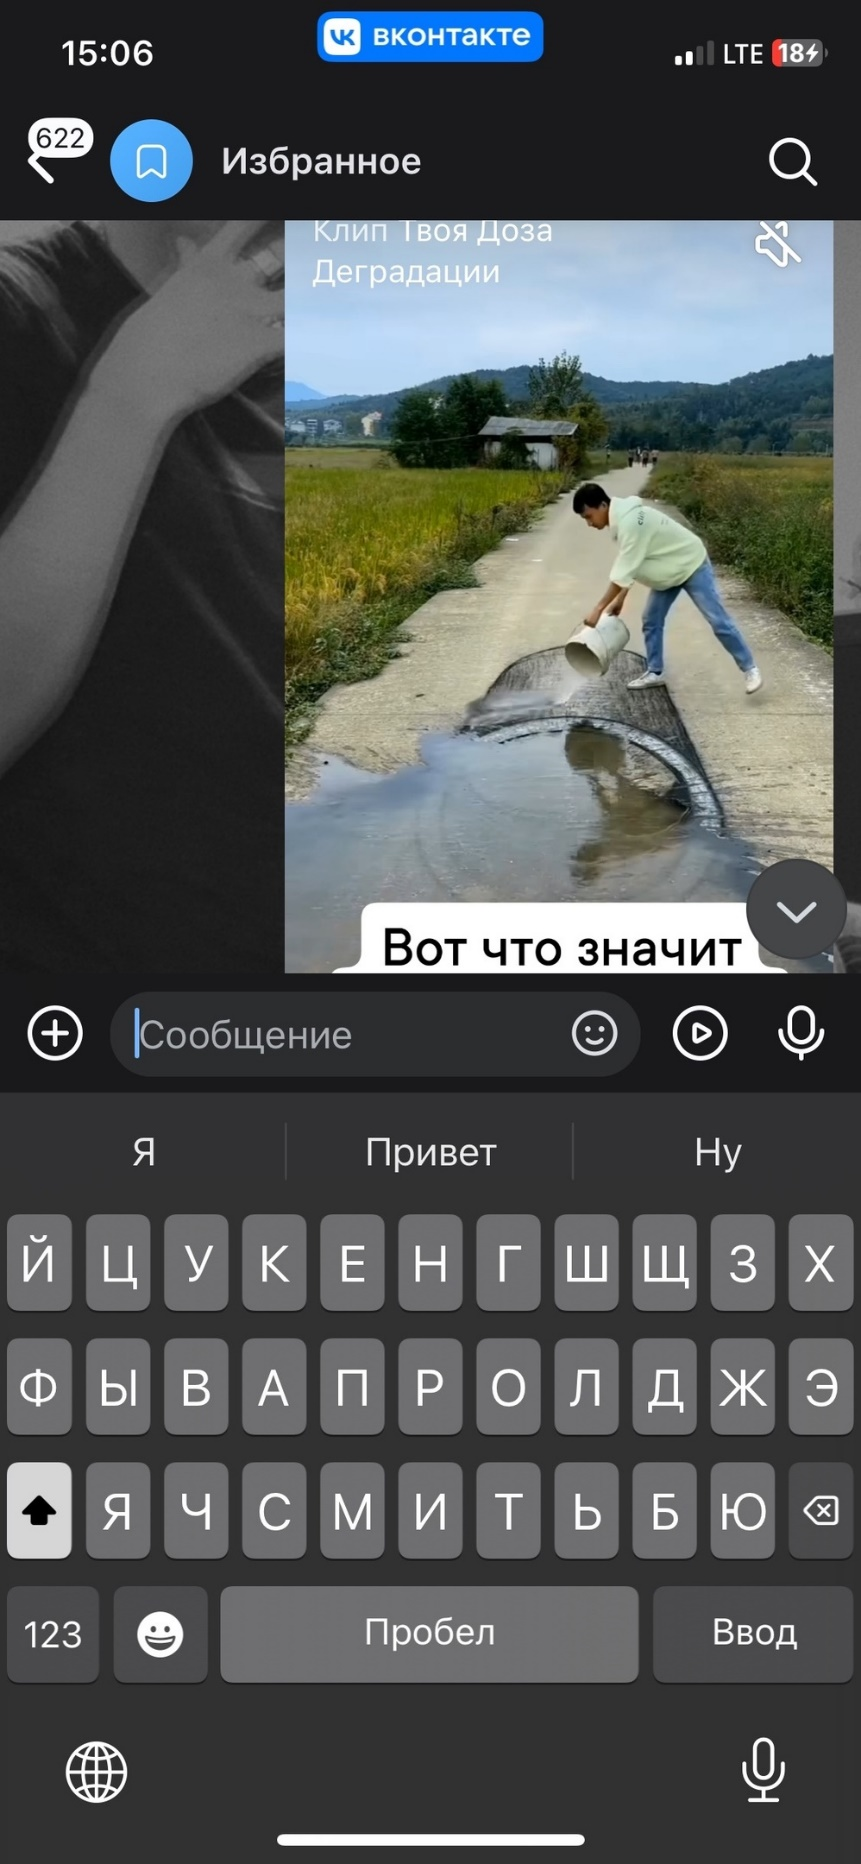 15:06
вконтакте
LTE
18
622
Избранное
Клип Твоя Доза
Деградации
Вот что значит
Сообщение
Я Привет Ну
Й Ц У К Е Н Г Ш Щ З Х
Ф Ы В А П Р О Л Д Ж Э
Я Ч С М И Т Ь Б Ю
123 Пробел Ввод